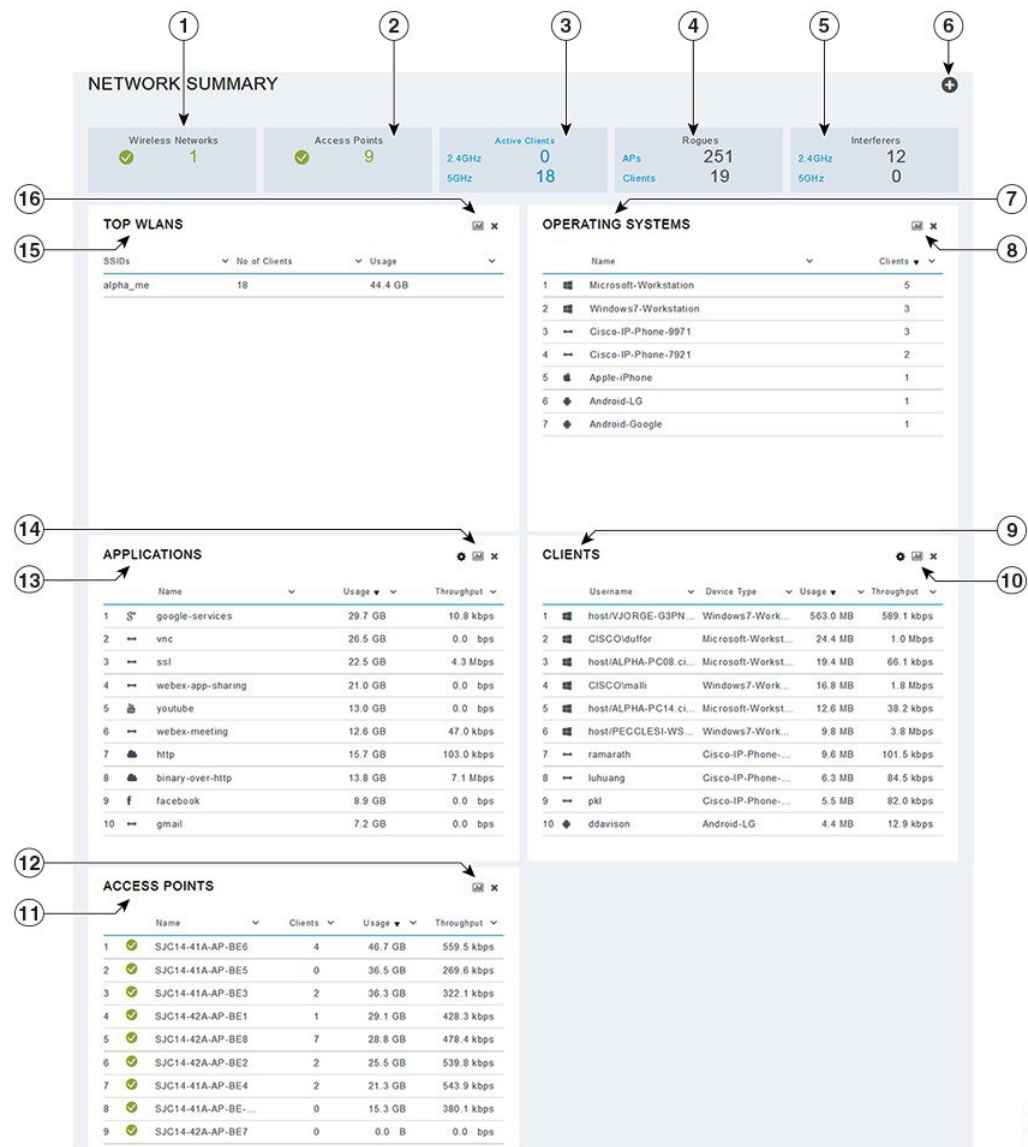 1 2 3 4 5 6
NETWORK SUMMARY
Wireless Networks
1
Access Points
9
Active Clients
2.4GHz 0
5GHz 18
Rogues
APs 251
Clients 19
Interferers
2.4GHz 12
5GHz 0
16
7
TOP WLANS
15
SSIDs No of Clients Usage
alpha_me 18 44.4 GB
OPERATING SYSTEMS
8
Name Clients
1 Microsoft-Workstation 5
2 Windows7-Workstation 3
3 Cisco-IP-Phone-9971 3
4 Cisco-IP-Phone-7921 2
5 Apple-iPhone 1
6 Android-LG 1
7 Android-Google 1
14
9
APPLICATIONS
13
Name Usage Throughput
1 google-services 29.7 GB 10.8 kbps
2 vnc 26.5 GB 0.0 bps
3 ssl 22.5 GB 4.3 Mbps
4 webex-app-sharing 21.0 GB 0.0 bps
5 youtube 13.0 GB 0.0 bps
6 webex-meeting 12.6 GB 47.0 kbps
7 http 15.7 GB 103.0 kbps
8 binary-over-http 13.8 GB 7.1 Mbps
9 facebook 8.9 GB 0.0 bps
10 gmail 7.2 GB 0.0 bps
CLIENTS
10
Username Device Type Usage Throughput
1 host/VJORGE-G3PN... Windows7-Work... 563.0 MB 589.1 kbps
2 CISCO\duffor Microsoft-Workst... 24.4 MB 1.0 Mbps
3 host/ALPHA-PC08.ci... Microsoft-Workst... 19.4 MB 66.1 kbps
4 CISCO\malli Windows7-Work... 16.8 MB 1.8 Mbps
5 host/ALPHA-PC14.ci... Microsoft-Workst... 12.6 MB 38.2 kbps
6 host/PECCLESI-WS... Windows7-Work... 9.8 MB 3.8 Mbps
7 ramarath Cisco-IP-Phone-... 9.6 MB 101.5 kbps
8 luhuang Cisco-IP-Phone-... 6.3 MB 84.5 kbps
9 pkl Cisco-IP-Phone-... 5.5 MB 82.0 kbps
10 ddavison Android-LG 4.4 MB 12.9 kbps
12
ACCESS POINTS
11
Name Clients Usage Throughput
1 SJC14-41A-AP-BE6 4 46.7 GB 559.5 kbps
2 SJC14-41A-AP-BE5 0 36.5 GB 269.6 kbps
3 SJC14-41A-AP-BE3 2 36.3 GB 322.1 kbps
4 SJC14-42A-AP-BE1 1 29.1 GB 428.3 kbps
5 SJC14-42A-AP-BE8 7 28.8 GB 478.4 kbps
6 SJC14-42A-AP-BE2 2 25.5 GB 539.8 kbps
7 SJC14-41A-AP-BE4 2 21.3 GB 543.9 kbps
8 SJC14-41A-AP-BE-... 0 15.3 GB 380.1 kbps
9 SJC14-42A-AP-BE7 0 0.0 B 0.0 bps